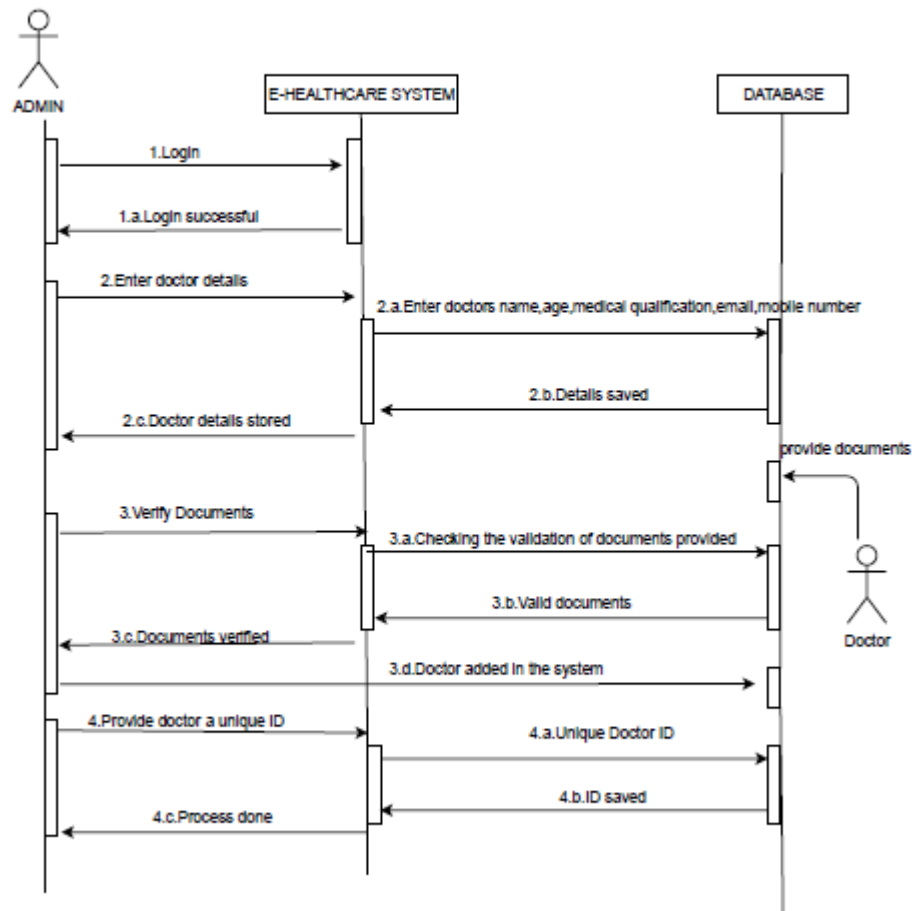 ADMIN
E-HEALTHCARE SYSTEM
DATABASE
1.Login
1.a.Login successful
2.Enter doctor details
2.a.Enter doctors name,age,medical qualification,email,mobile number
2.b.Details saved
2.c.Doctor details stored
provide documents
3.Verify Documents
3.a.Checking the validation of documents provided
3.b.Valid documents
Doctor
3.c.Documents verified
3.d.Doctor added in the system
4.Provide doctor a unique ID
4.a.Unique Doctor ID
4.b.ID saved
4.c.Process done